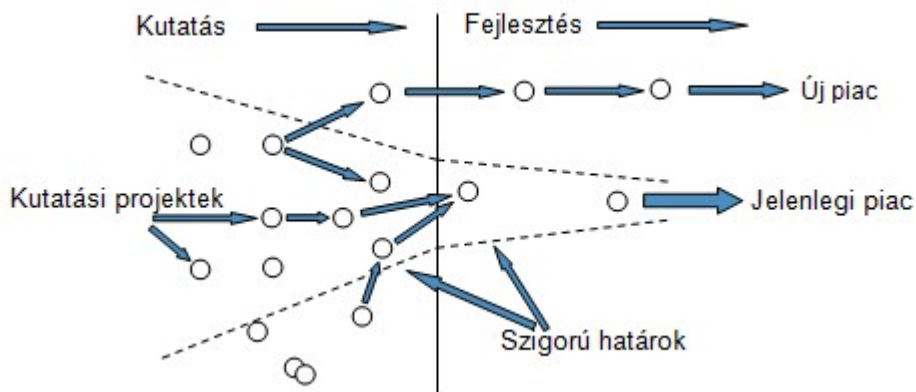 Kutatás
Fejlesztés
Új piac
Kutatási projektek
Jelenlegi piac
Szigorú határok